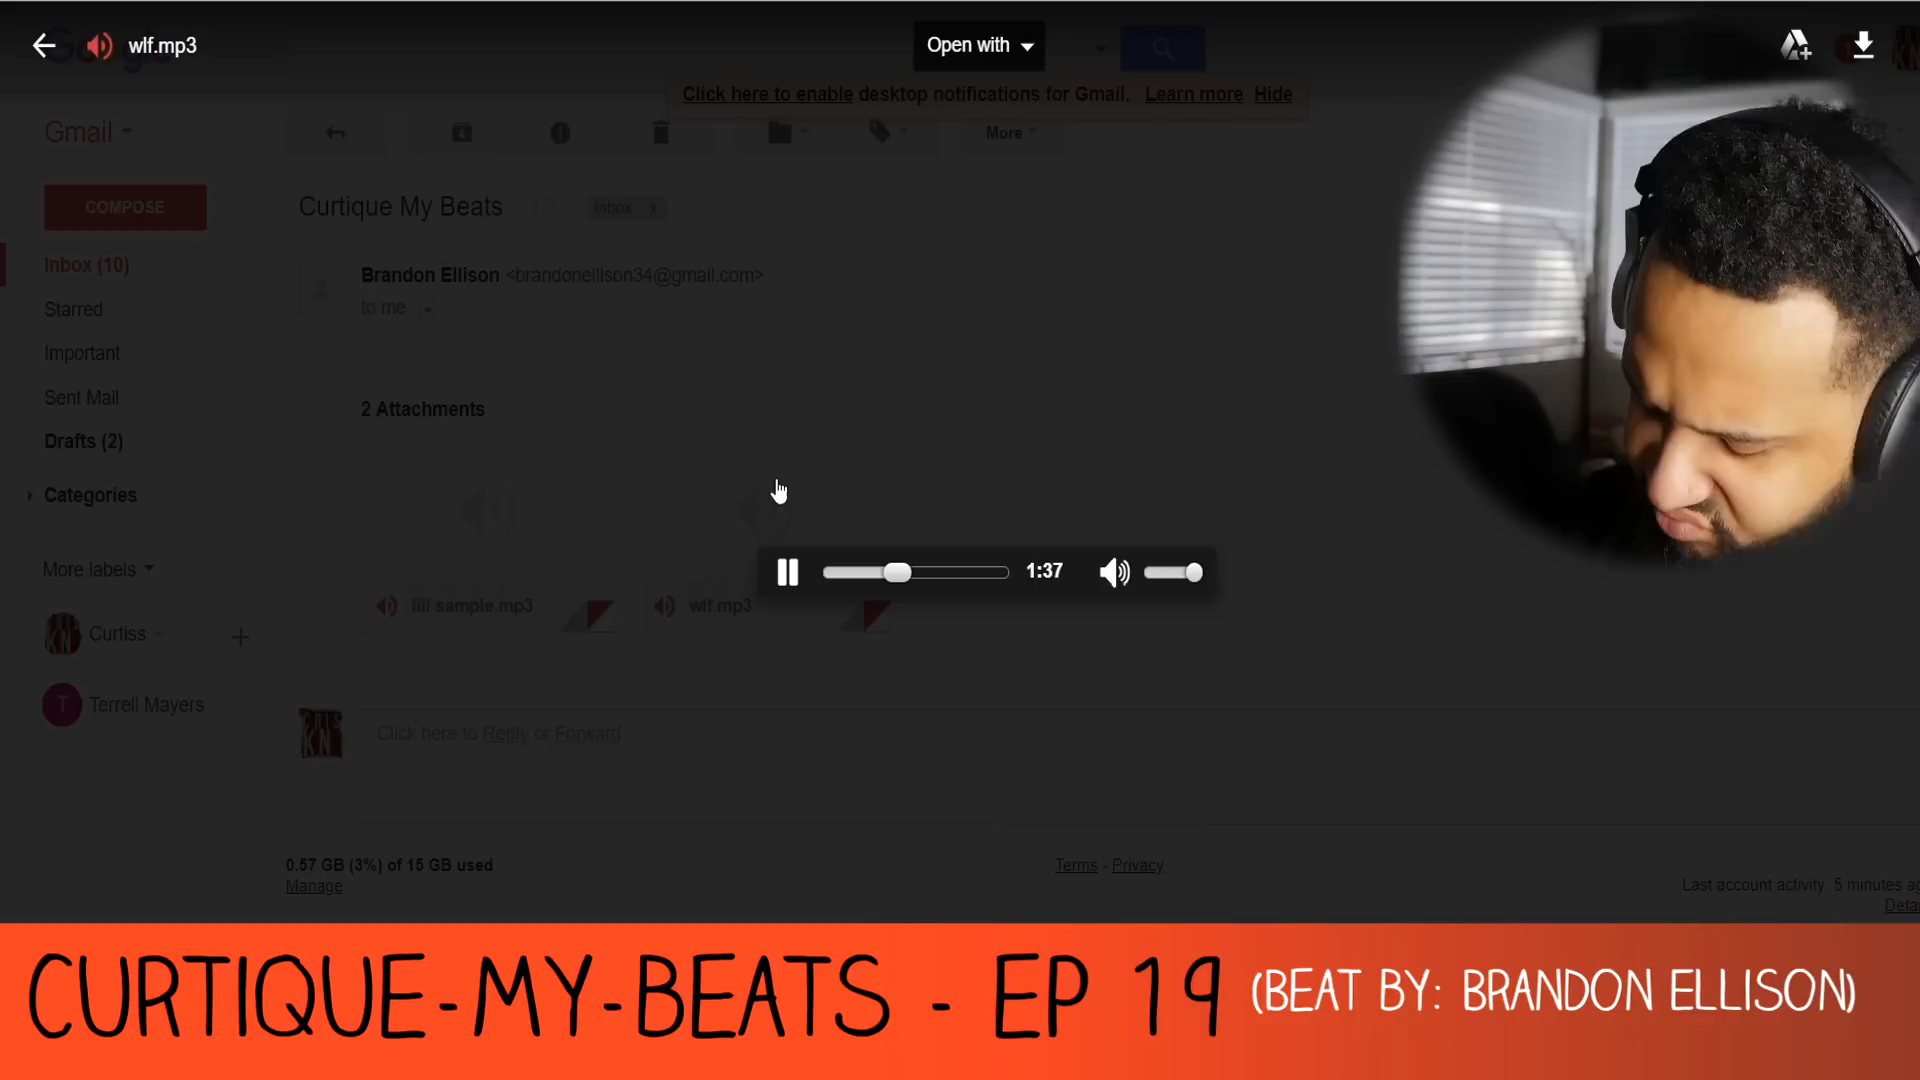 wlf.mp3
Open with
Click here to enable desktop notifications for Gmail. Learn more Hide
Gmail
More
COMPOSE
Curtique My Beats
Inbox x
Inbox (10)
Brandon Ellison <brandonellison34@gmail.com>
to me
Starred
Important
Sent Mail
2 Attachments
Drafts (2)
Categories
More labels
1:37
iiii sample.mp3
wlf.mp3
Curtiss
Terrell Mayers
Click here to Reply or Forward
0.57 GB (3%) of 15 GB used
Manage
Terms - Privacy
Last account activity: 5 minutes
CURTIQUE-MY-BEATS - EP 19 (BEAT BY: BRANDON ELLISON)